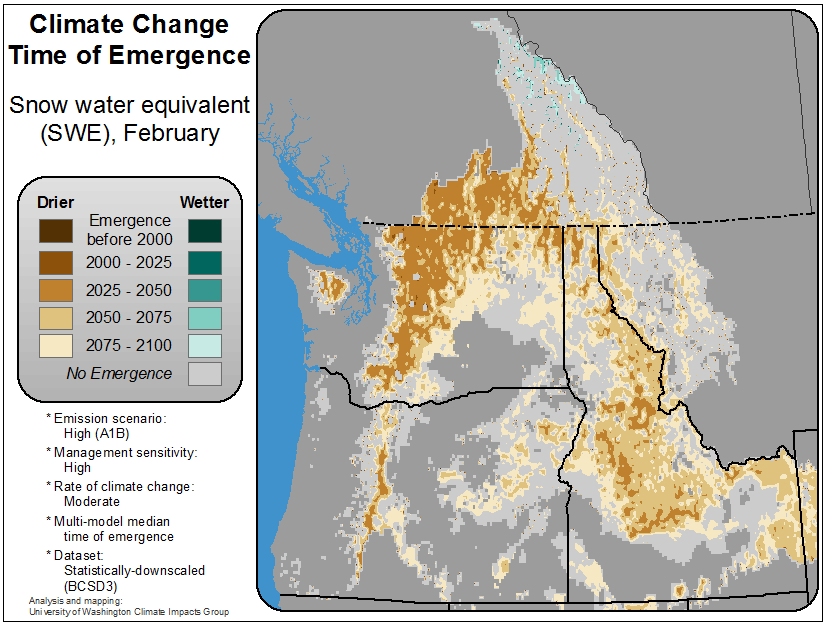 Climate Change
Time of Emergence
Snow water equivalent
(SWE), February
Drier
Wetter
Emergence
before 2000
2000 - 2025
2025 - 2050
2050 - 2075
2075 - 2100
No Emergence
* Emission scenario:
High (A1B)
* Management sensitivity:
High
* Rate of climate change:
Moderate
* Multi-model median
time of emergence
* Dataset:
Statistically-downscaled
(BCSD3)
Analysis and mapping:
University of Washington Climate Impacts Group